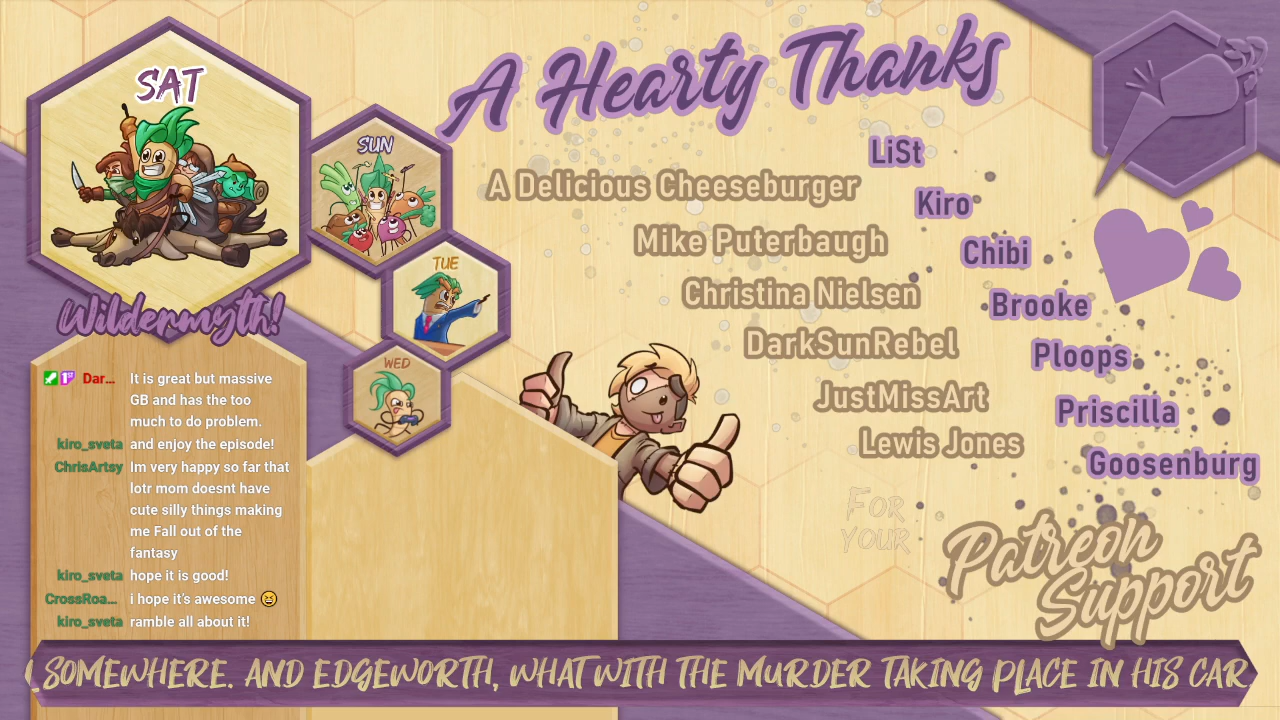 SAT
SUN
TUE
WED
Wildermyth!
Dar... It is great but massive
GB and has the too
much to do problem.
kiro_sveta and enjoy the episode!
ChrisArtsy Im very happy so far that
lotr mom doesnt have
cute silly things making
me Fall out of the
fantasy
kiro_sveta hope it is good!
CrossRoa... i hope it's awesome
kiro_sveta ramble all about it!
A Hearty Thanks
A Delicious Cheeseburger
Mike Puterbaugh
Christina Nielsen
DarkSunRebel
JustMissArt
Lewis Jones
LiSt
Kiro
Chibi
Brooke
Ploops
Priscilla
Goosenburg
FOR
YOUR
Patreon
Support
SOMEWHERE. AND EDGEWORTH, WHAT WITH THE MURDER TAKING PLACE IN HIS CAR